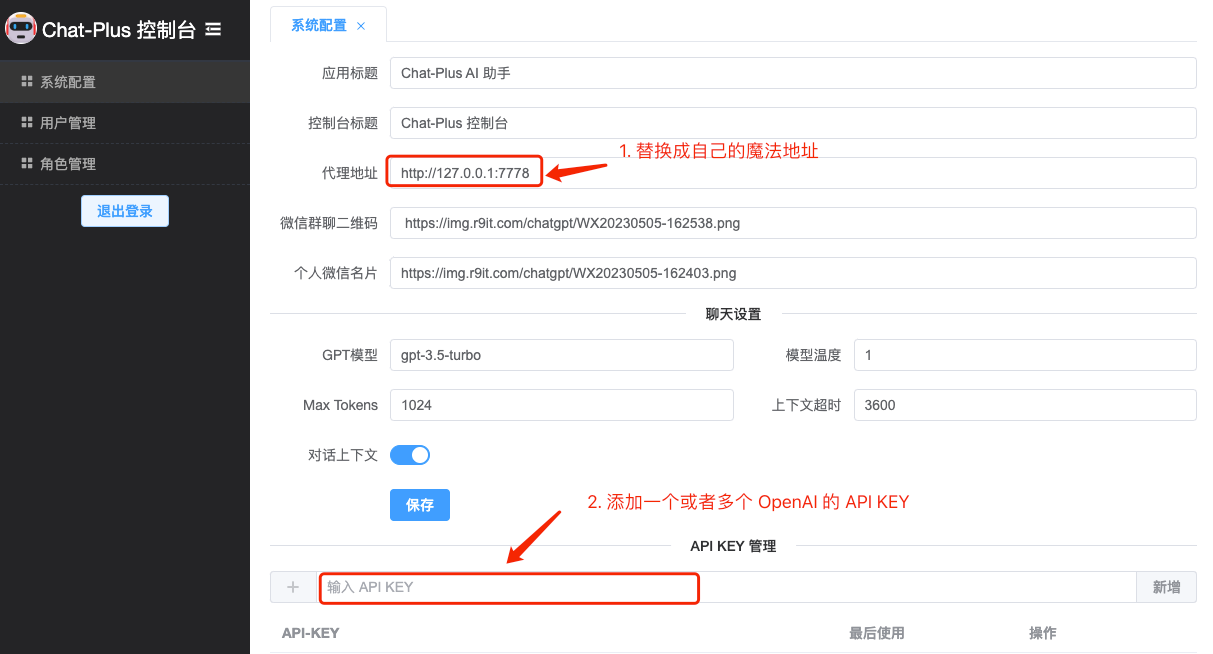 Chat-Plus 控制台
系统配置
用户管理
角色管理
退出登录
系统配置 ×
应用标题 Chat-Plus AI 助手
控制台标题 Chat-Plus 控制台
1. 替换成自己的魔法地址
代理地址 http://127.0.0.1:7778
微信群聊二维码 https://img.r9it.com/chatgpt/WX20230505-162538.png
个人微信名片 https://img.r9it.com/chatgpt/WX20230505-162403.png
聊天设置
GPT模型 gpt-3.5-turbo 模型温度 1
Max Tokens 1024 上下文超时 3600
对话上下文
保存
2. 添加一个或者多个 OpenAI 的 API KEY
API KEY 管理
+ 输入 API KEY 新增
API-KEY 最后使用 操作